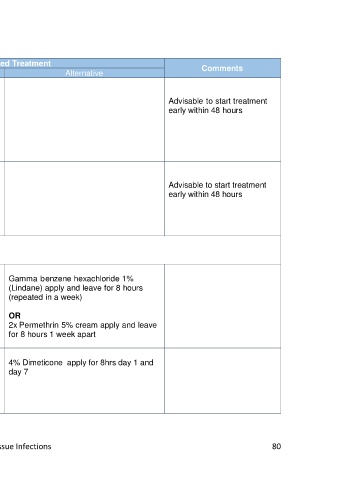 ed Treatment
Alternative
Comments
Advisable to start treatment
early within 48 hours
Advisable to start treatment
early within 48 hours
Gamma benzene hexachloride 1%
(Lindane) apply and leave for 8 hours
(repeated in a week)
OR
2x Permethrin 5% cream apply and leave
for 8 hours 1 week apart
4% Dimeticone apply for 8hrs day 1 and
day 7
ssue Infections
80